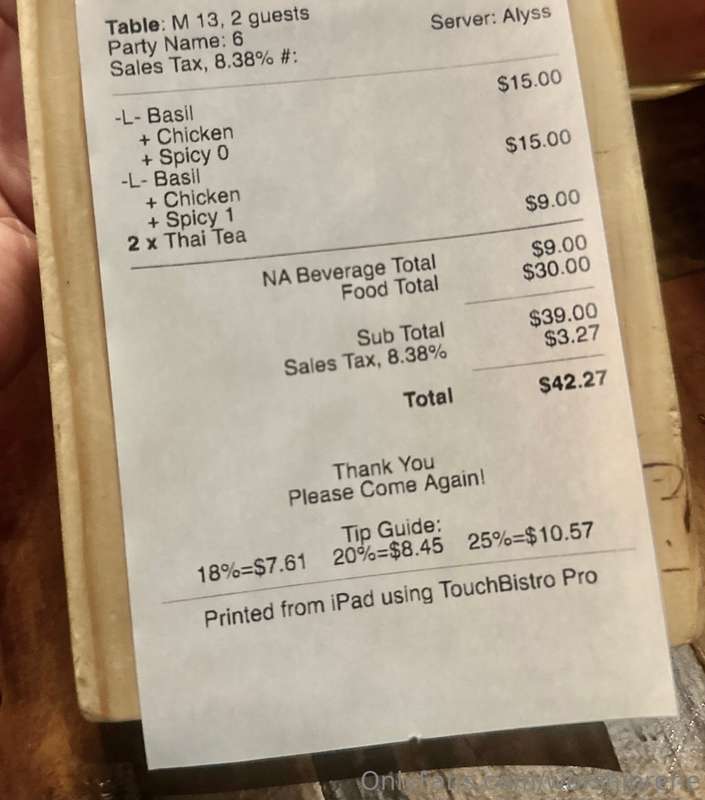 Table: M 13, 2 guests
Server: Alyss
Party Name: 6
Sales Tax, 8.38% #:
-L- Basil $15.00
+ Chicken
+ Spicy 0
-L- Basil $15.00
+ Chicken
+ Spicy 1
2 x Thai Tea $9.00
NA Beverage Total $9.00
Food Total $30.00
Sub Total $39.00
Sales Tax, 8.38% $3.27
Total $42.27
Thank You
Please Come Again!
Tip Guide:
18%=$7.61 20%=$8.45 25%=$10.57
Printed from iPad using TouchBistro Pro